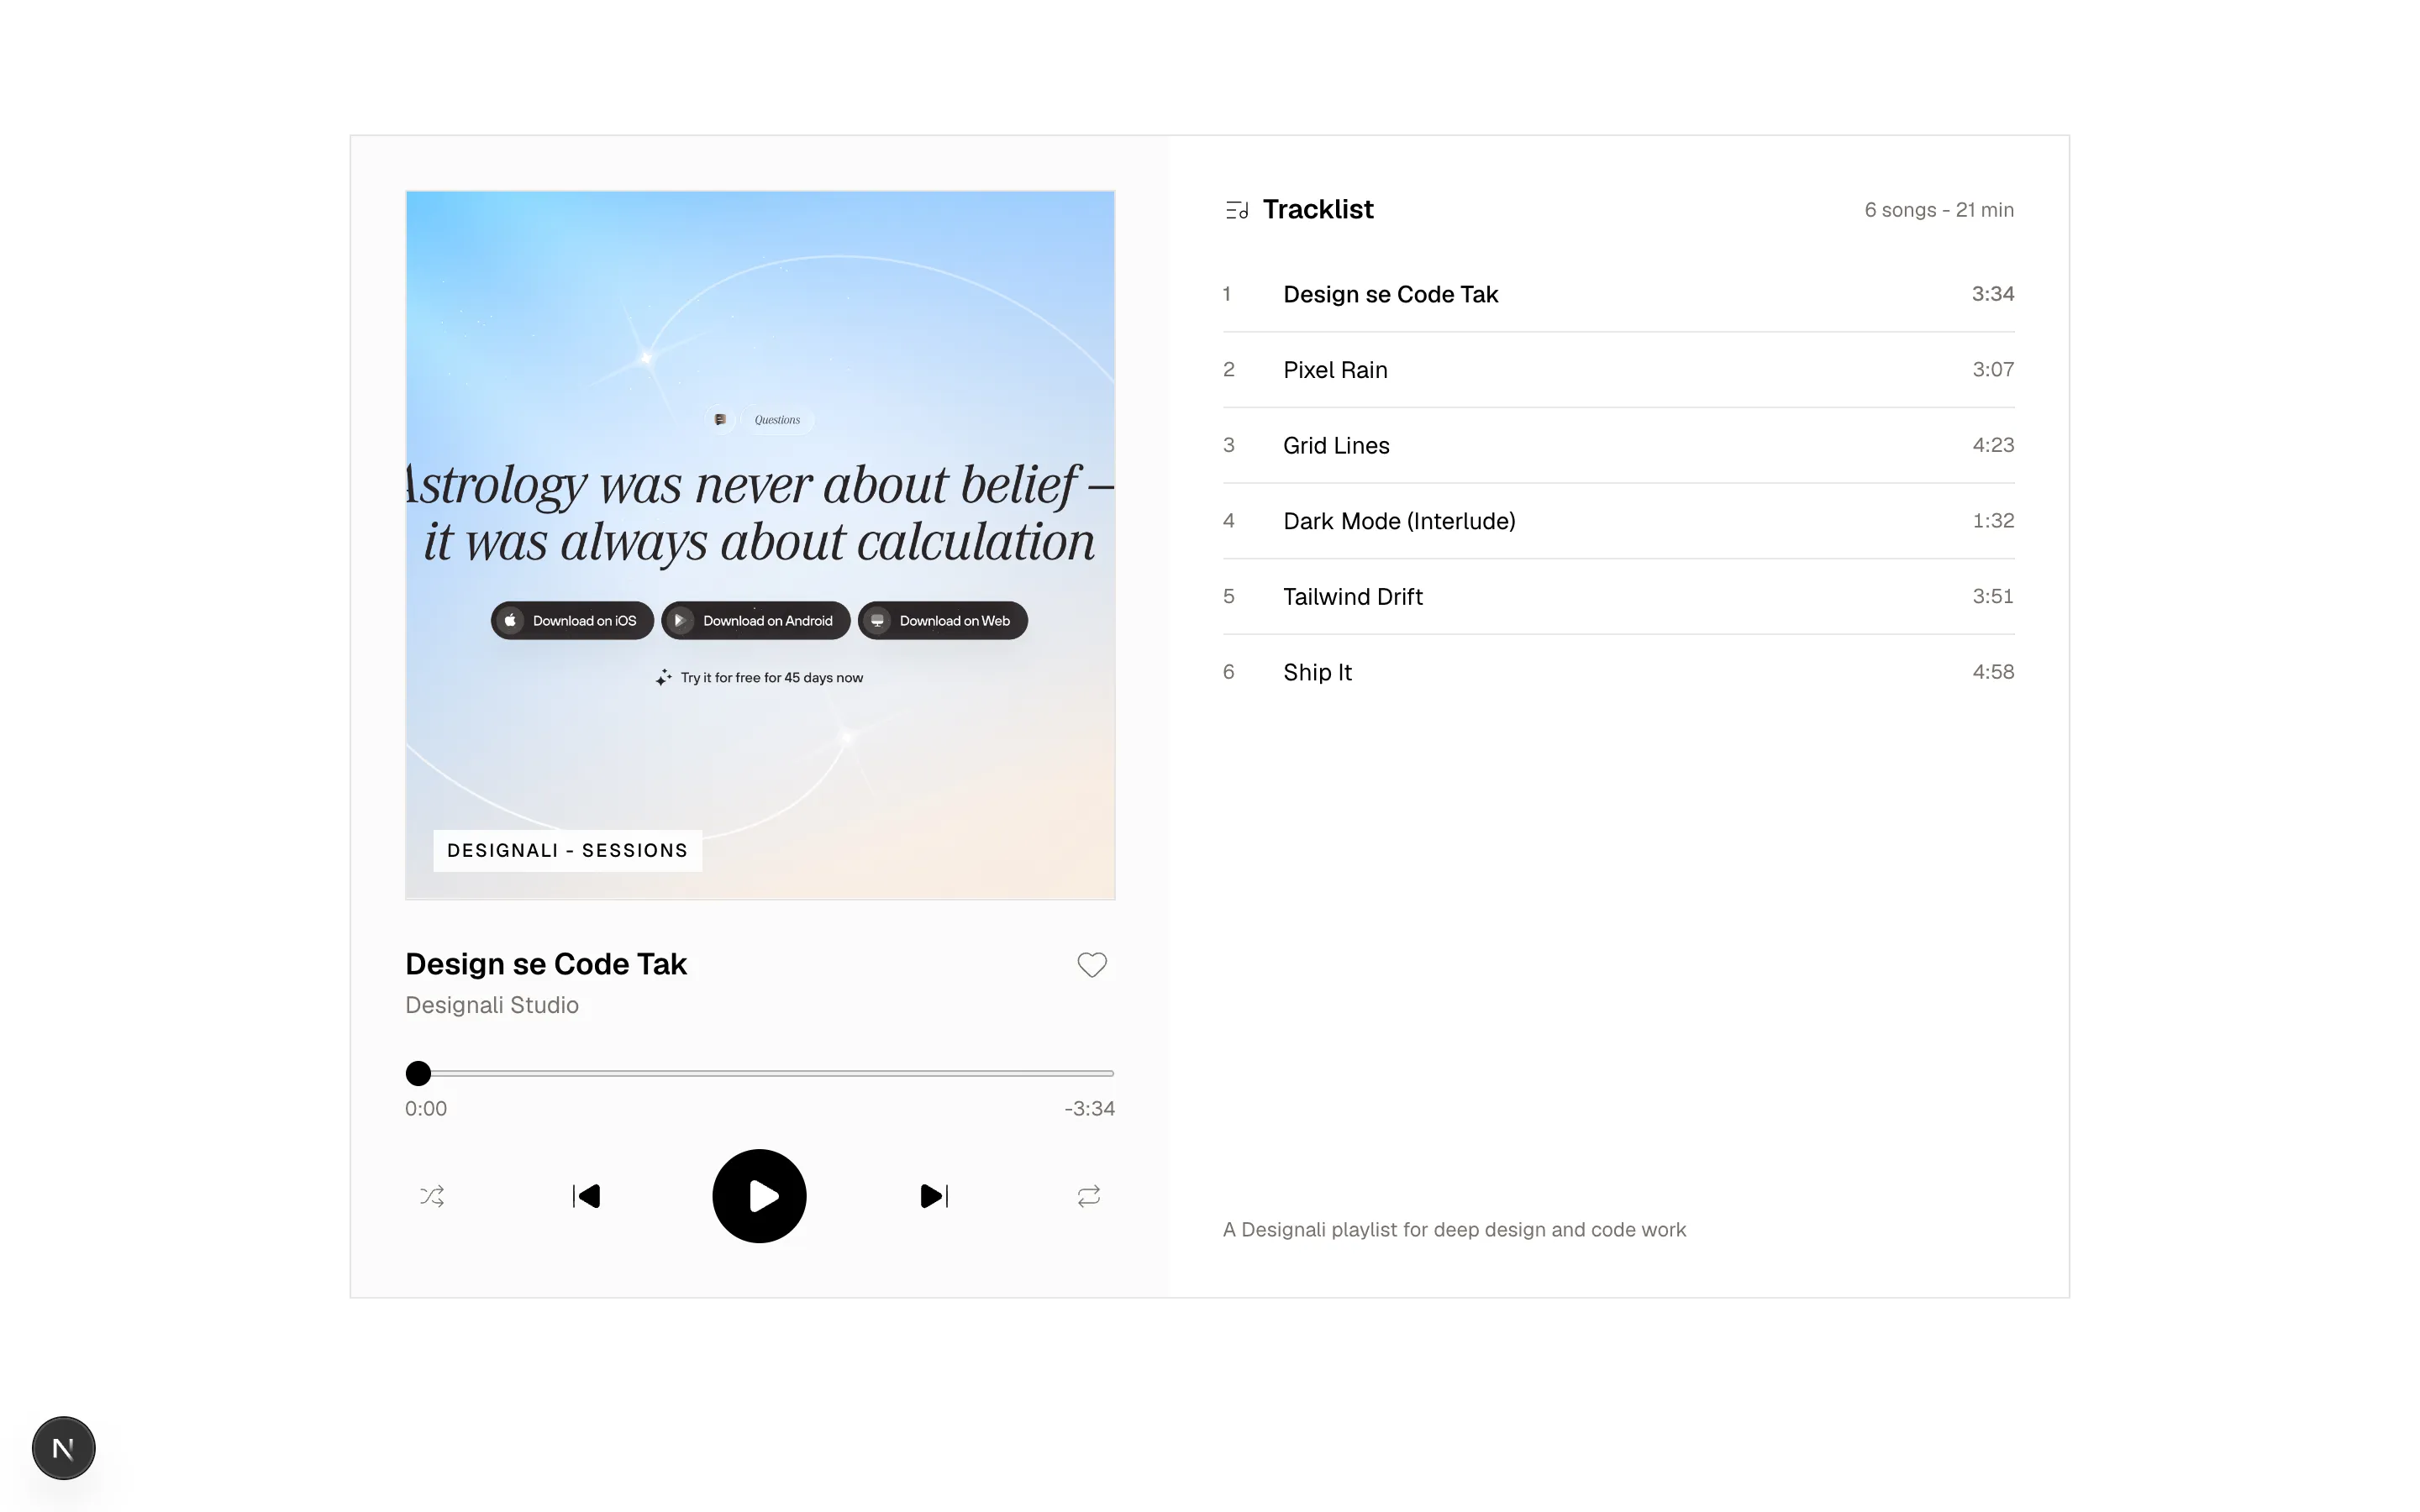 Questions
Astrology was never about belief –
it was always about calculation
Download on iOS
Download on Android
Download on Web
Try it for free for 45 days now
DESIGNALI - SESSIONS
Design se Code Tak
Designali Studio
0:00
-3:34
Tracklist
6 songs - 21 min
1 Design se Code Tak 3:34
2 Pixel Rain 3:07
3 Grid Lines 4:23
4 Dark Mode (Interlude) 1:32
5 Tailwind Drift 3:51
6 Ship It 4:58
A Designali playlist for deep design and code work
N